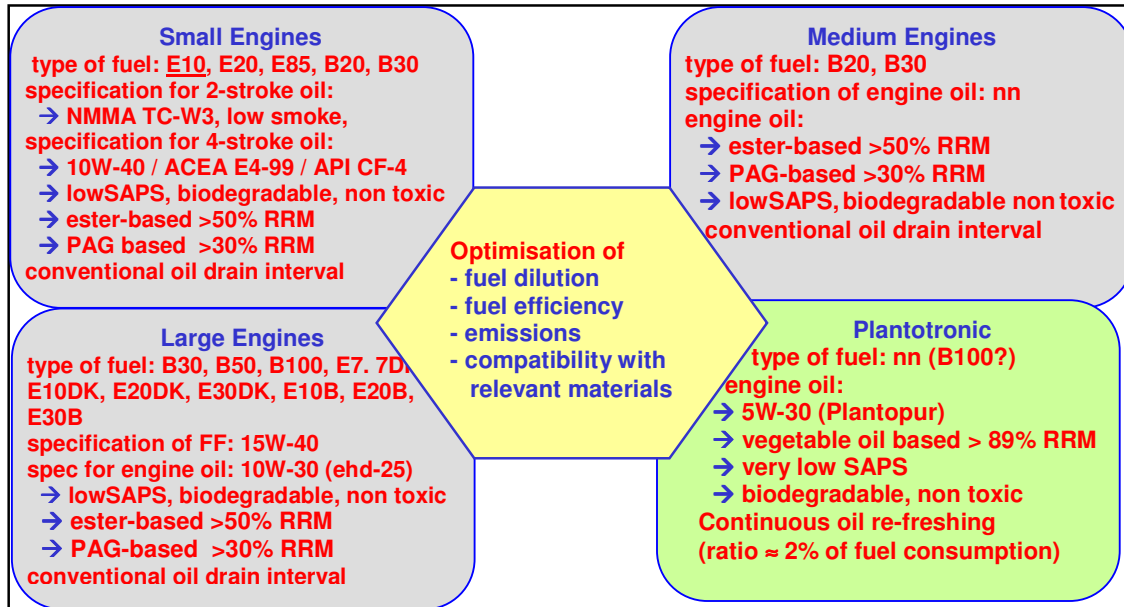 Small Engines
type of fuel: E10, E20, E85, B20, B30
specification for 2-stroke oil:
→ NMMA TC-W3, low smoke,
specification for 4-stroke oil:
→ 10W-40 / ACEA E4-99 / API CF-4
→ lowSAPS, biodegradable, non toxic
→ ester-based >50% RRM
→ PAG based >30% RRM
conventional oil drain interval
Medium Engines
type of fuel: B20, B30
specification of engine oil: nn
engine oil:
→ ester-based >50% RRM
→ PAG-based >30% RRM
→ lowSAPS, biodegradable non toxic
conventional oil drain interval
Optimisation of
- fuel dilution
- fuel efficiency
- emissions
- compatibility with
relevant materials
Large Engines
type of fuel: B30, B50, B100, E7. 7D
E10DK, E20DK, E30DK, E10B, E20B,
E30B
specification of FF: 15W-40
spec for engine oil: 10W-30 (ehd-25)
→ lowSAPS, biodegradable, non toxic
→ ester-based >50% RRM
→ PAG-based >30% RRM
conventional oil drain interval
Plantotronic
type of fuel: nn (B100?)
engine oil:
→ 5W-30 (Plantopur)
→ vegetable oil based > 89% RRM
→ very low SAPS
→ biodegradable, non toxic
Continuous oil re-freshing
(ratio ≈ 2% of fuel consumption)